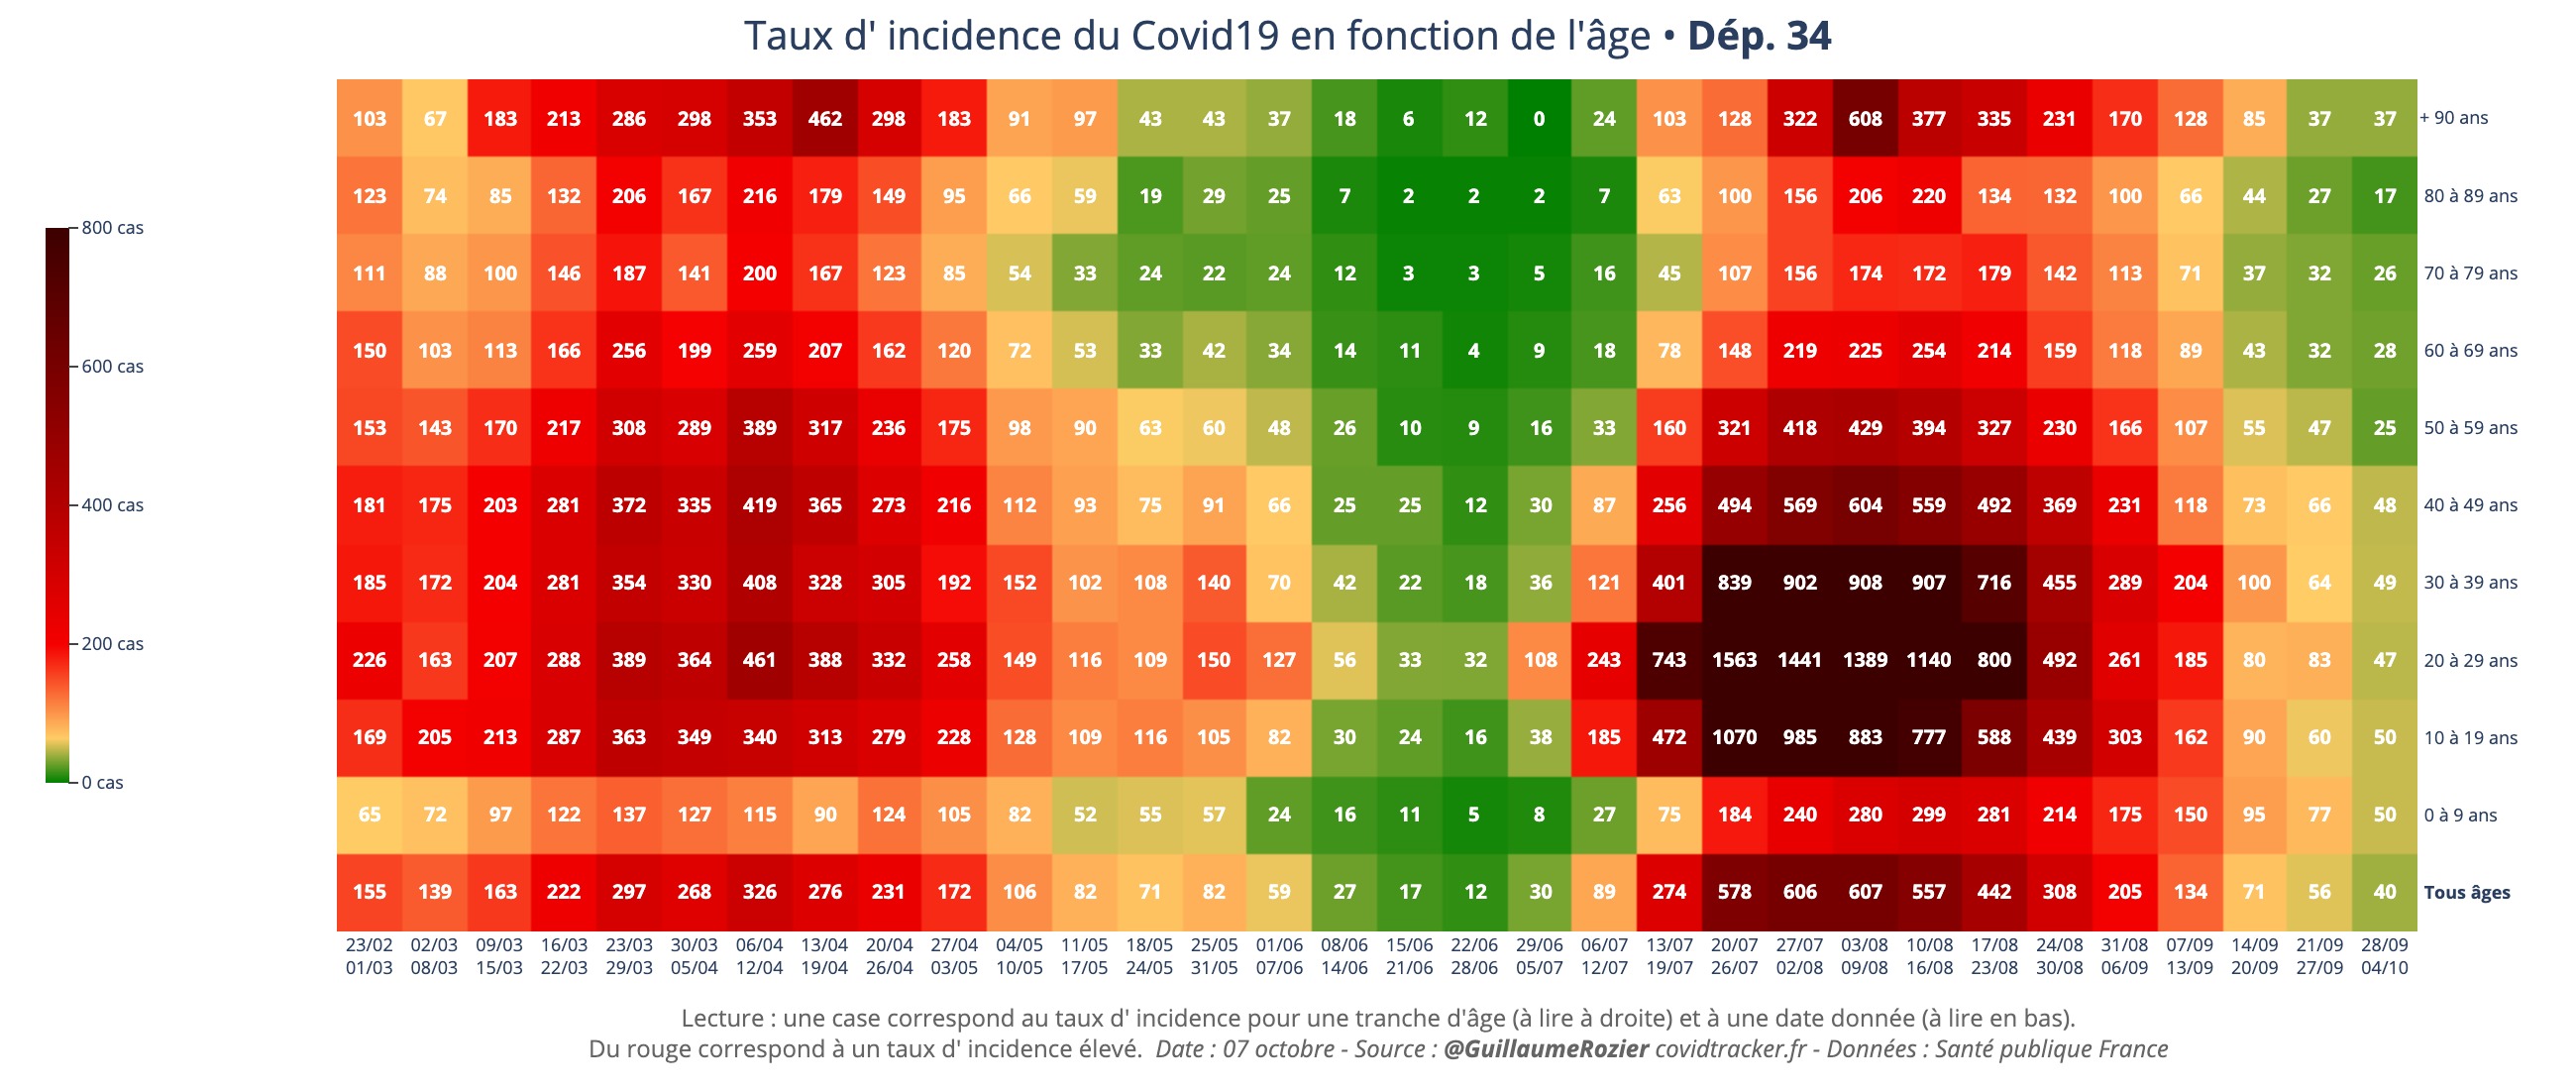 Taux d' incidence du Covid19 en fonction de l'âge • Dép. 34
800 cas
600 cas
400 cas
200 cas
0 cas
103 67 183 213 286 298 353 462 298 183 91 97 43 43 37 18 6 12 0 24 103 128 322 608 377 335 231 170 128 85 37 37 + 90 ans
123 74 85 132 206 167 216 179 149 95 66 59 19 29 25 7 2 2 2 7 63 100 156 206 220 134 132 100 66 44 27 17 80 à 89 ans
111 88 100 146 187 141 200 167 123 85 54 33 24 22 24 12 3 3 5 16 45 107 156 174 172 179 142 113 71 37 32 26 70 à 79 ans
150 103 113 166 256 199 259 207 162 120 72 53 33 42 34 14 11 4 9 18 78 148 219 225 254 214 159 118 89 43 32 28 60 à 69 ans
153 143 170 217 308 289 389 317 236 175 98 90 63 60 48 26 10 9 16 33 160 321 418 429 394 327 230 166 107 55 47 25 50 à 59 ans
181 175 203 281 372 335 419 365 273 216 112 93 75 91 66 25 25 12 30 87 256 494 569 604 559 492 369 231 118 73 66 48 40 à 49 ans
185 172 204 281 354 330 408 328 305 192 152 102 108 140 70 42 22 18 36 121 401 839 902 908 907 716 455 289 204 100 64 49 30 à 39 ans
226 163 207 288 389 364 461 388 332 258 149 116 109 150 127 56 33 32 108 243 743 1563 1441 1389 1140 800 492 261 185 80 83 47 20 à 29 ans
169 205 213 287 363 349 340 313 279 228 128 109 116 105 82 30 24 16 38 185 472 1070 985 883 777 588 439 303 162 90 60 50 10 à 19 ans
65 72 97 122 137 127 115 90 124 105 82 52 55 57 24 16 11 5 8 27 75 184 240 280 299 281 214 175 150 95 77 50 0 à 9 ans
155 139 163 222 297 268 326 276 231 172 106 82 71 82 59 27 17 12 30 89 274 578 606 607 557 442 308 205 134 71 56 40 Tous âges
23/02 02/03 09/03 16/03 23/03 30/03 06/04 13/04 20/04 27/04 04/05 11/05 18/05 25/05 01/06 08/06 15/06 22/06 29/06 06/07 13/07 20/07 27/07 03/08 10/08 17/08 24/08 31/08 07/09 14/09 21/09 28/09
01/03 08/03 15/03 22/03 29/03 05/04 12/04 19/04 26/04 03/05 10/05 17/05 24/05 31/05 07/06 14/06 21/06 28/06 05/07 12/07 19/07 26/07 02/08 09/08 16/08 23/08 30/08 06/09 13/09 20/09 27/09 04/10
Lecture : une case correspond au taux d' incidence pour une tranche d'âge (à lire à droite) et à une date donnée (à lire en bas).
Du rouge correspond à un taux d' incidence élevé. Date : 07 octobre - Source : @GuillaumeRozier covidtracker.fr - Données : Santé publique France